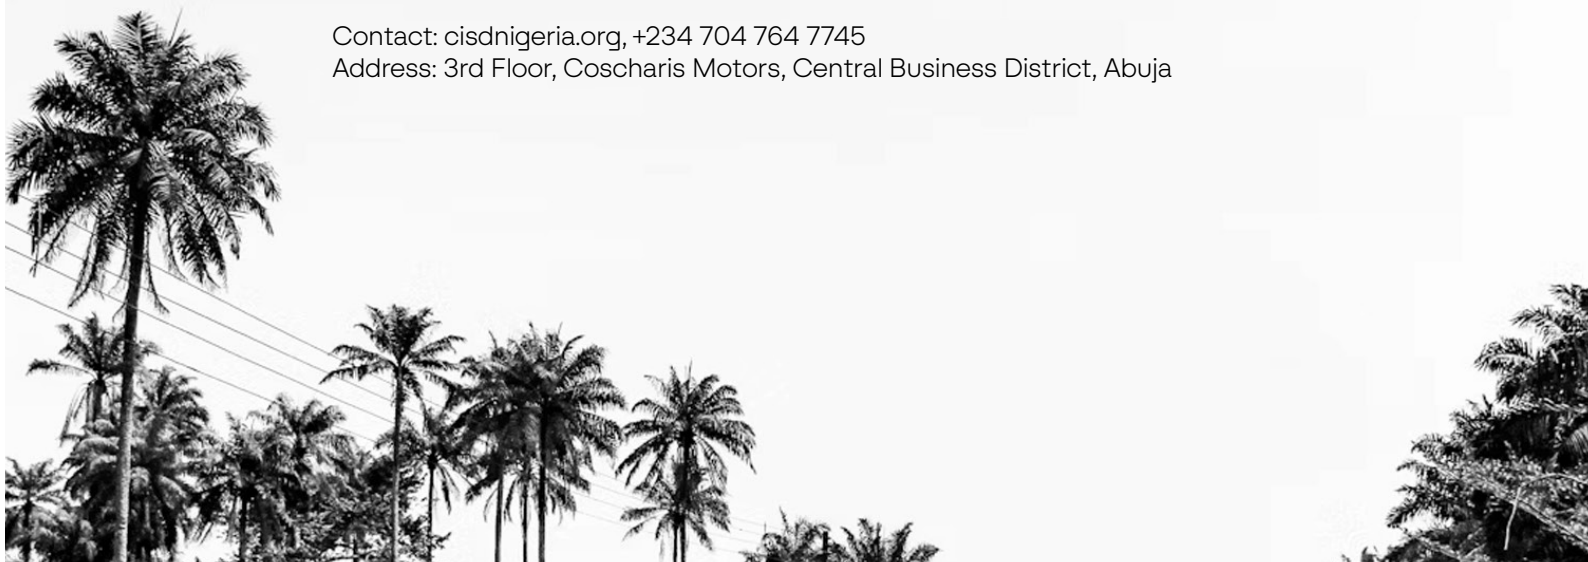 Contact: cisdnigeria.org, +234 704 764 7745
Address: 3rd Floor, Coscharis Motors, Central Business District, Abuja